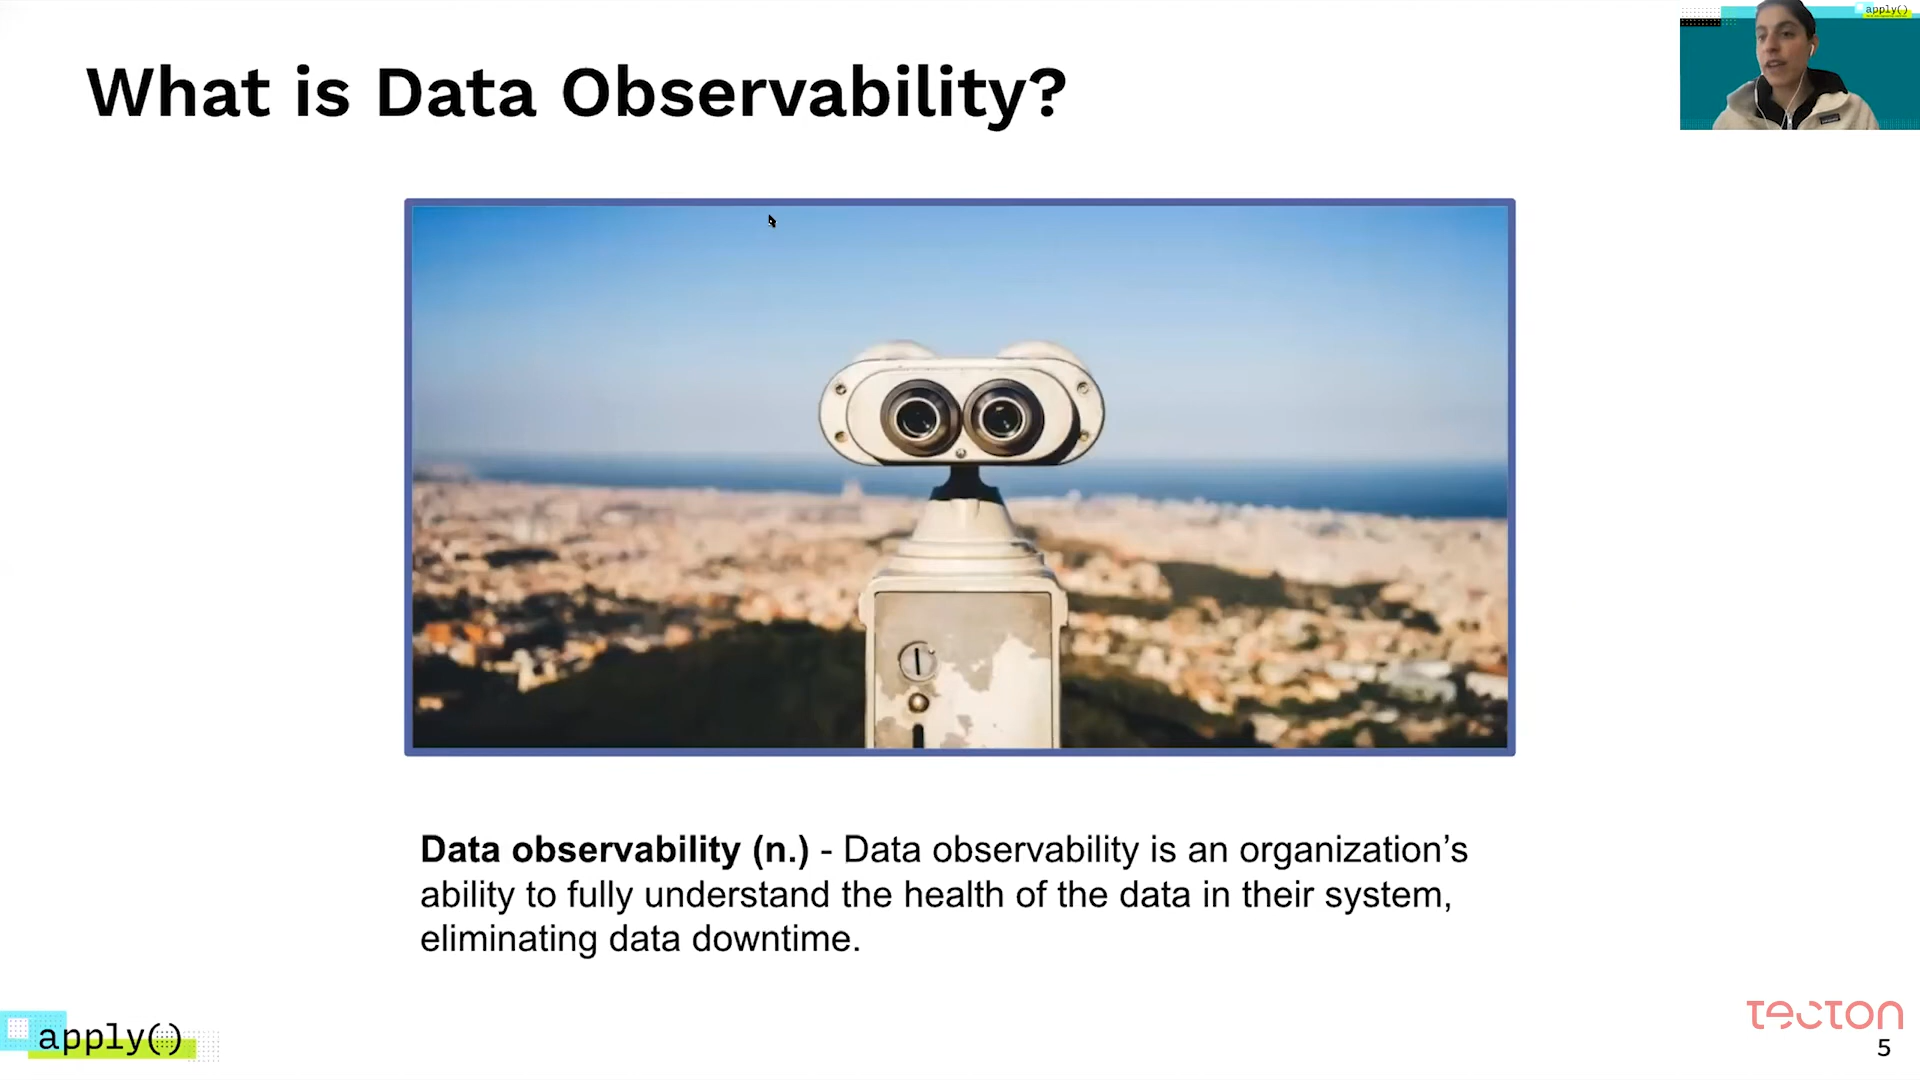 What is Data Observability?
apply()
Data observability (n.) - Data observability is an organization’s
ability to fully understand the health of the data in their system,
eliminating data downtime.
apply()
tecton
5